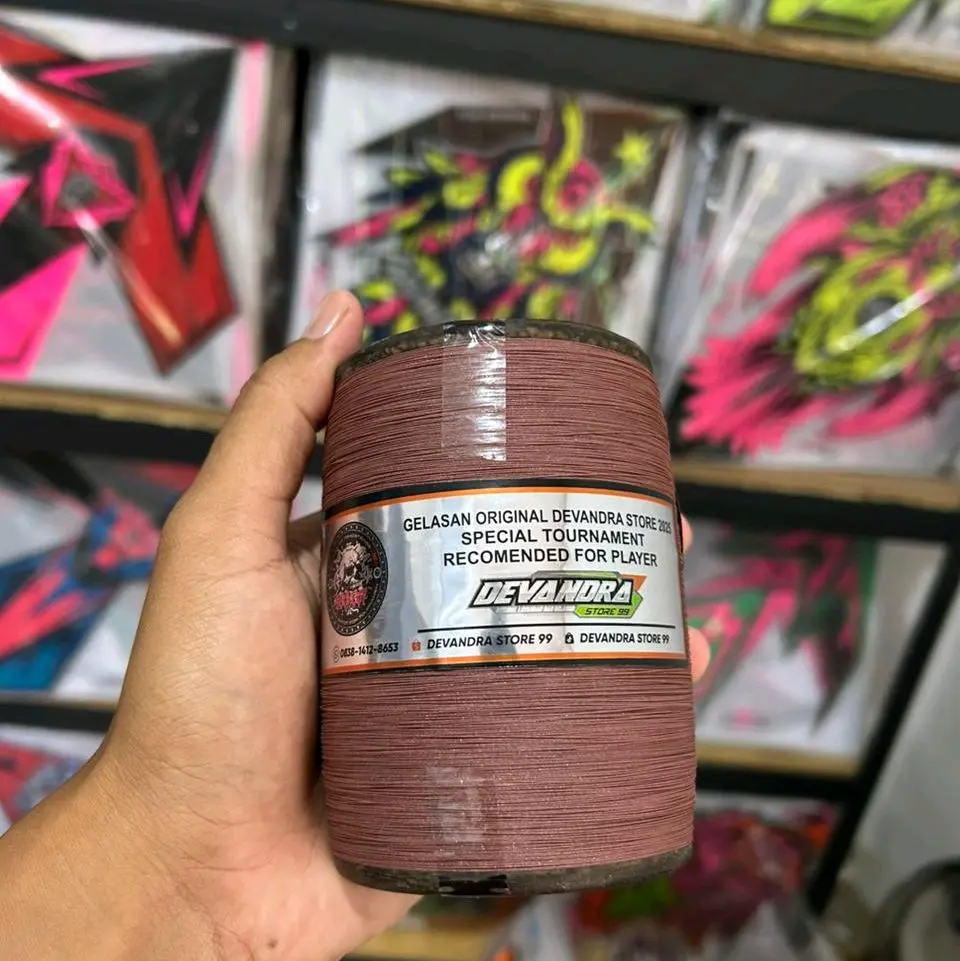 GELASAN ORIGINAL DEVANDRA STORE 2025
SPECIAL TOURNAMENT
RECOMENDED FOR PLAYER
DEVANDRA
STORE 99
0838-1412-8653
DEVANDRA STORE 99
DEVANDRA STORE 99